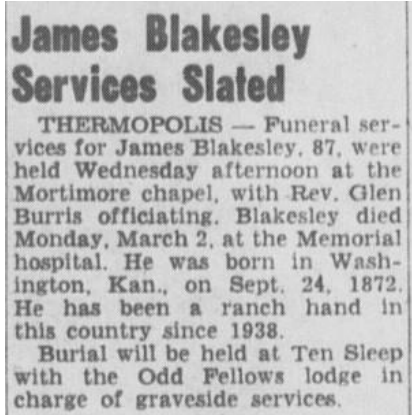 James Blakesley
Services Slated
THERMOPOLIS — Funeral ser-
vices for James Blakesley, 87, were
held Wednesday afternoon at the
Mortimore chapel, with Rev. Glen
Burris officiating. Blakesley died
Monday, March 2, at the Memorial
hospital. He was born in Wash-
ington, Kan., on Sept. 24, 1872.
He has been a ranch hand in
this country since 1938.
Burial will be held at Ten Sleep
with the Odd Fellows lodge in
charge of graveside services.